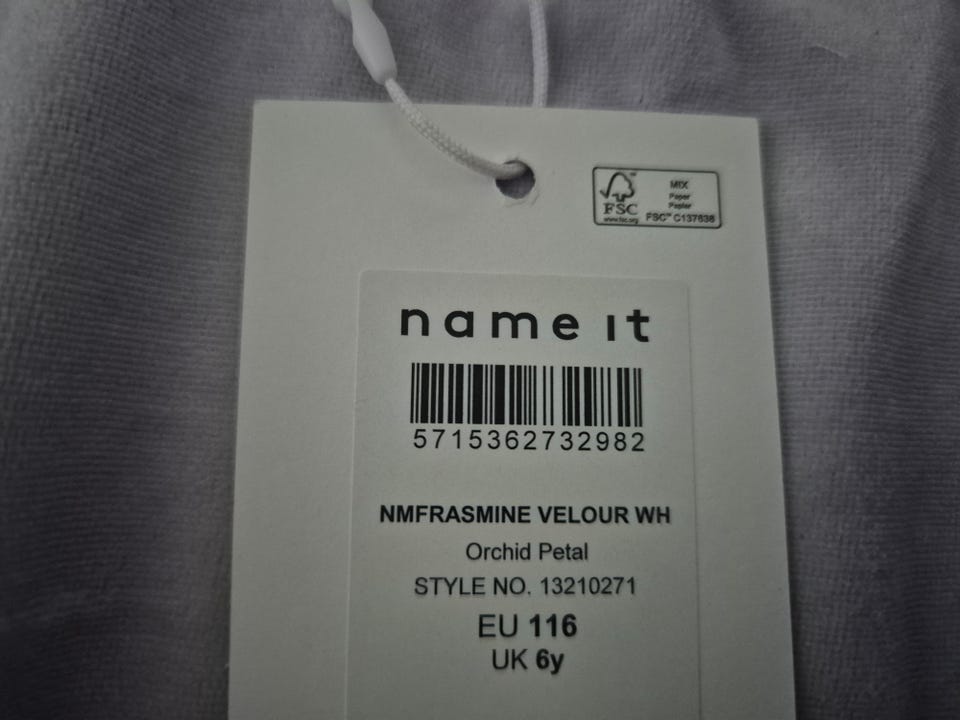 FSC™
www.fsc.org
MIX
Paper
Papier
FSC™ C137638
name it
5715362732982
NMFRASMINE VELOUR WH
Orchid Petal
STYLE NO. 13210271
EU 116
UK 6y